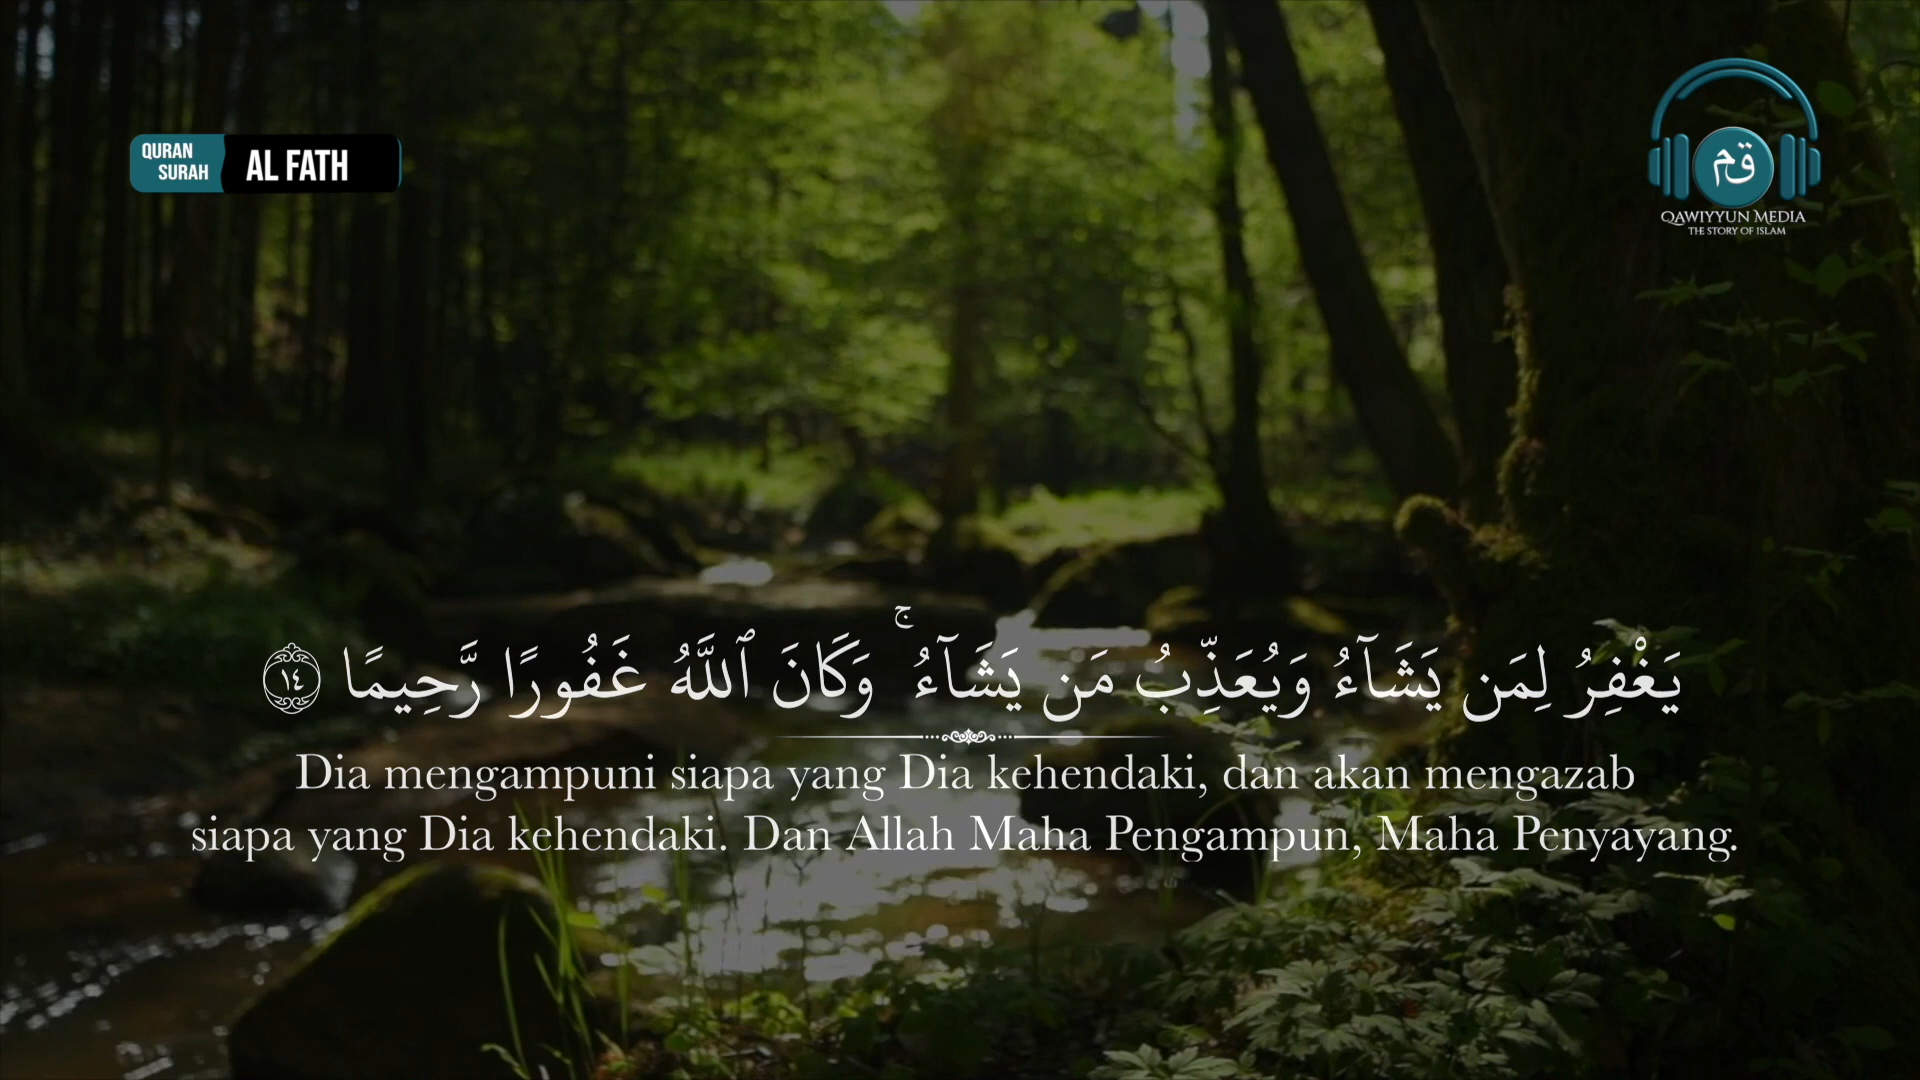 QURAN
SURAH
AL FATH
قم
QAWIYYUN MEDIA
THE STORY OF ISLAM
يَغْفِرُ لِمَن يَشَآءُ وَيُعَذِّبُ مَن يَشَآءُ ۚ وَكَانَ ٱللَّهُ غَفُورًا رَّحِيمًا ١٤
Dia mengampuni siapa yang Dia kehendaki, dan akan mengazab
siapa yang Dia kehendaki. Dan Allah Maha Pengampun, Maha Penyayang.